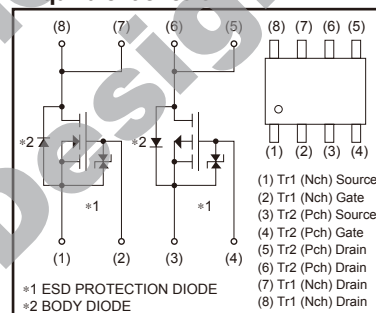 (8) (7) (6) (5)
(8) (7) (6) (5)
*2
*2
*1
*1
(1) (2) (3) (4)
(1) (2) (3) (4)
(1) Tr1 (Nch) Source
(2) Tr1 (Nch) Gate
(3) Tr2 (Pch) Source
(4) Tr2 (Pch) Gate
(5) Tr2 (Pch) Drain
(6) Tr2 (Pch) Drain
(7) Tr1 (Nch) Drain
(8) Tr1 (Nch) Drain
*1 ESD PROTECTION DIODE
*2 BODY DIODE